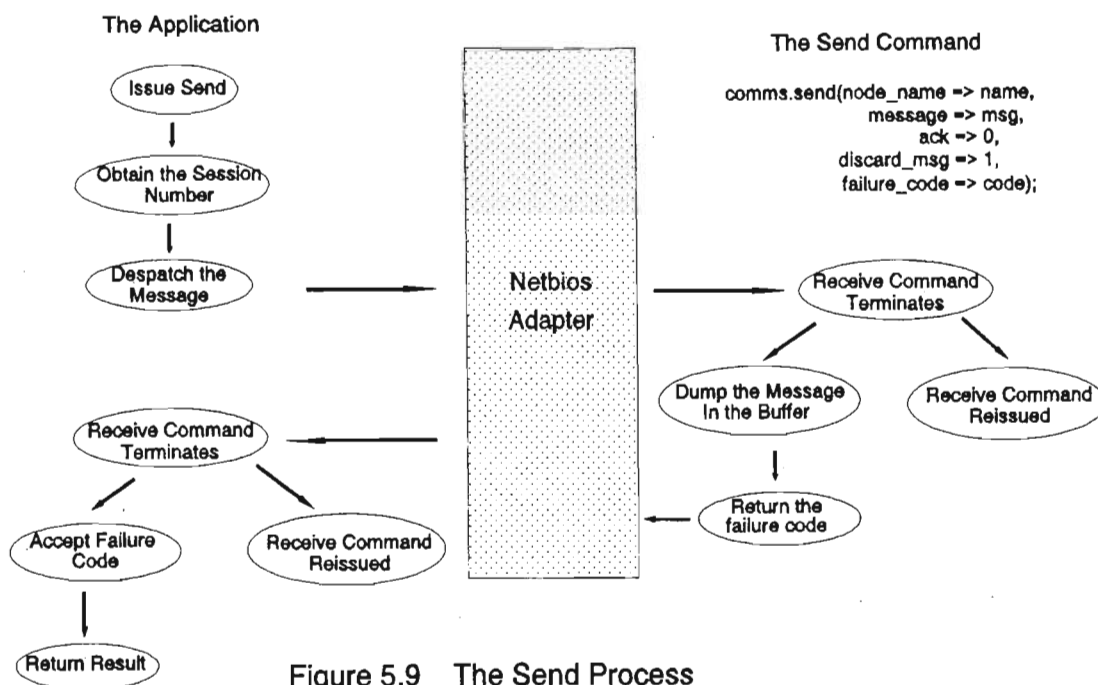 The Application
Issue Send
Obtain the Session
Number
Despatch the
Message
Netbios
Adapter
The Send Command
comms.send(node_name => name,
message => msg,
ack => 0,
discard_msg => 1,
failure_code => code);
Receive Command
Terminates
Dump the Message
In the Buffer
Receive Command
Reissued
Return the
failure code
Receive Command
Terminates
Accept Failure
Code
Receive Command
Reissued
Return Result
Figure 5.9 The Send Process